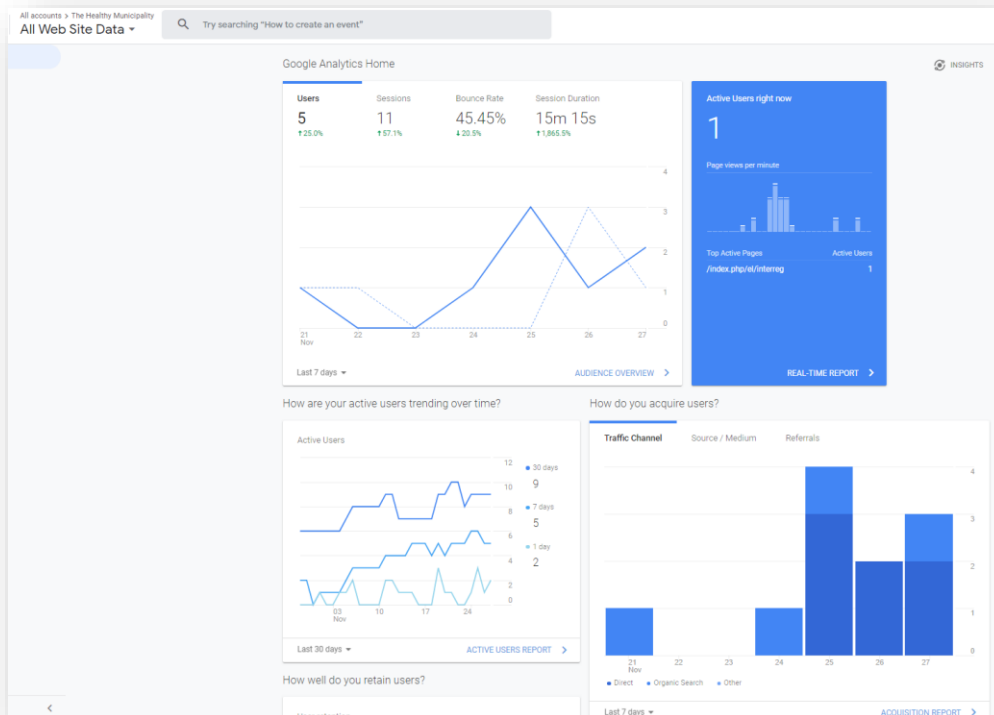 All accounts > The Healthy Municipality
All Web Site Data
Try searching "How to create an event"
Google Analytics Home
INSIGHTS
Users Sessions Bounce Rate Session Duration
5 11 45.45% 15m 15s
↑25.0% ↑57.1% ↓20.5% ↑1,865.5%
4
3
2
1
0
21 22 23 24 25 26 27
Nov
Last 7 days
AUDIENCE OVERVIEW
Active Users right now
1
Page views per minute
Top Active Pages Active Users
/index.php/el/interreg 1
REAL-TIME REPORT
How are your active users trending over time?
Active Users
12
10
8
6
4
2
0
30 days
9
7 days
5
1 day
2
03 10 17 24
Nov
Last 30 days
ACTIVE USERS REPORT
How do you acquire users?
Traffic Channel Source / Medium Referrals
4
3
2
1
0
21 22 23 24 25 26 27
Nov
Direct Organic Search Other
Last 7 days
ACQUISITION REPORT
How well do you retain users?